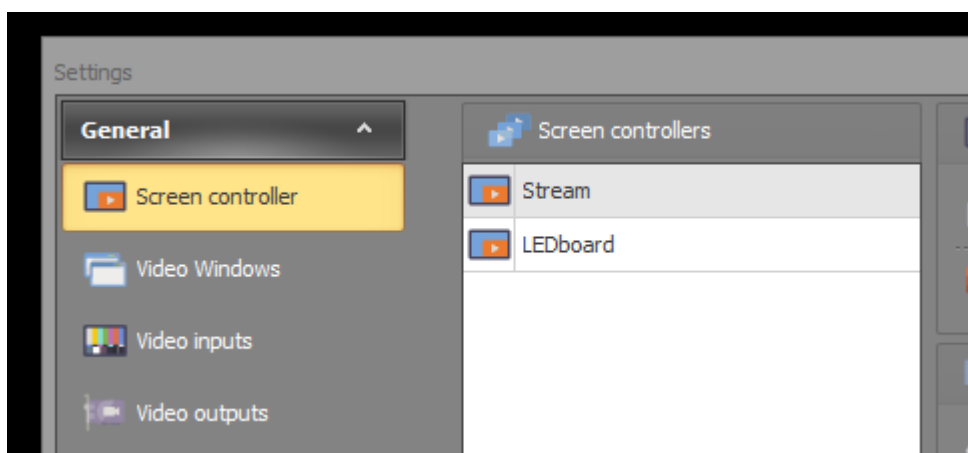 Settings
General
Screen controller
Video Windows
Video inputs
Video outputs
Screen controllers
Stream
LEDboard